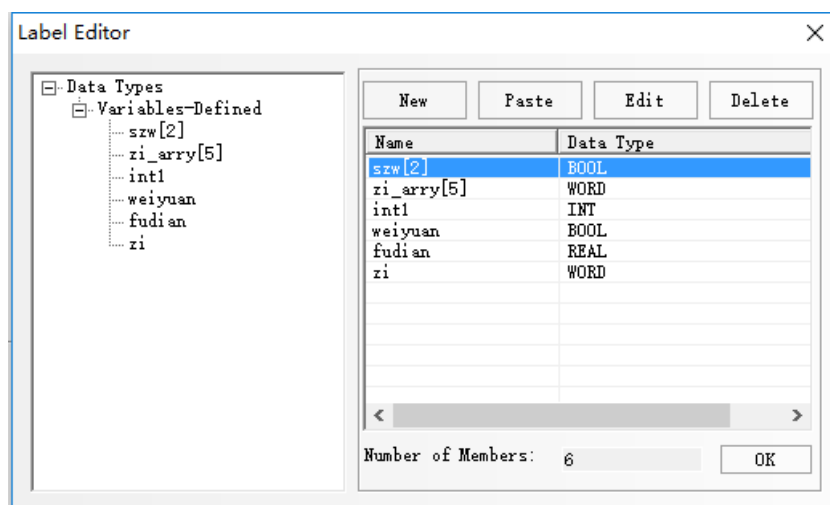 Label Editor
Data Types
Variables-Defined
szw[2]
zi_arry[5]
int1
weiyuan
fudian
zi
New Paste Edit Delete
Name Data Type
szw[2] BOOL
zi_arry[5] WORD
int1 INT
weiyuan BOOL
fudian REAL
zi WORD
Number of Members: 6 OK